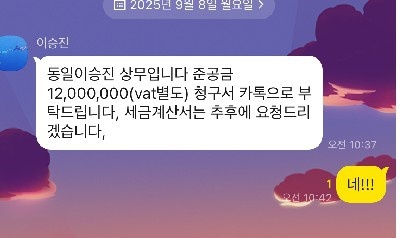 2025년 9월 8일 월요일 >
이승진
동일이승진 상무입니다 준공금
12,000,000(vat별도) 청구서 카톡으로 부
탁드립니다, 세금계산서는 추후에 요청드리
겠습니다,
오전 10:37
1
네!!!
오전 10:42